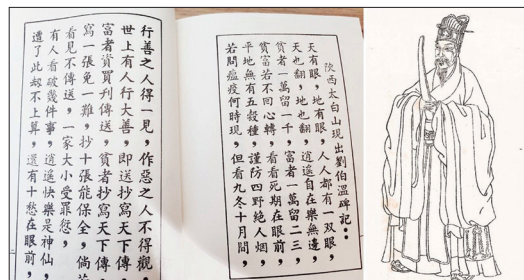 陝西太白山現出劉伯溫碑記：
天有眼，地有眼，人人都有一双眼，
天也翻，地也翻，逍遙自在樂無邊，
貧者一萬留一千，富者一萬留二三，
貧富若不回心轉，看看死期在眼前，
平地無有五穀種，謹防四野絕人烟，
若問瘟疫何時現，但看九冬十月間，
行善之人得一見，作惡之人不得觀，
世上有人行大善，即送抄寫天下傳，
富者買刊傳送，貧者抄寫天下傳，
寫一張免一難，抄十張能保全，倘若
看見不傳送，一家大小受罪愆，
有人看破幾件事，逍遙快樂是神仙，
遭了此刼不上算，還有十愁在眼前，